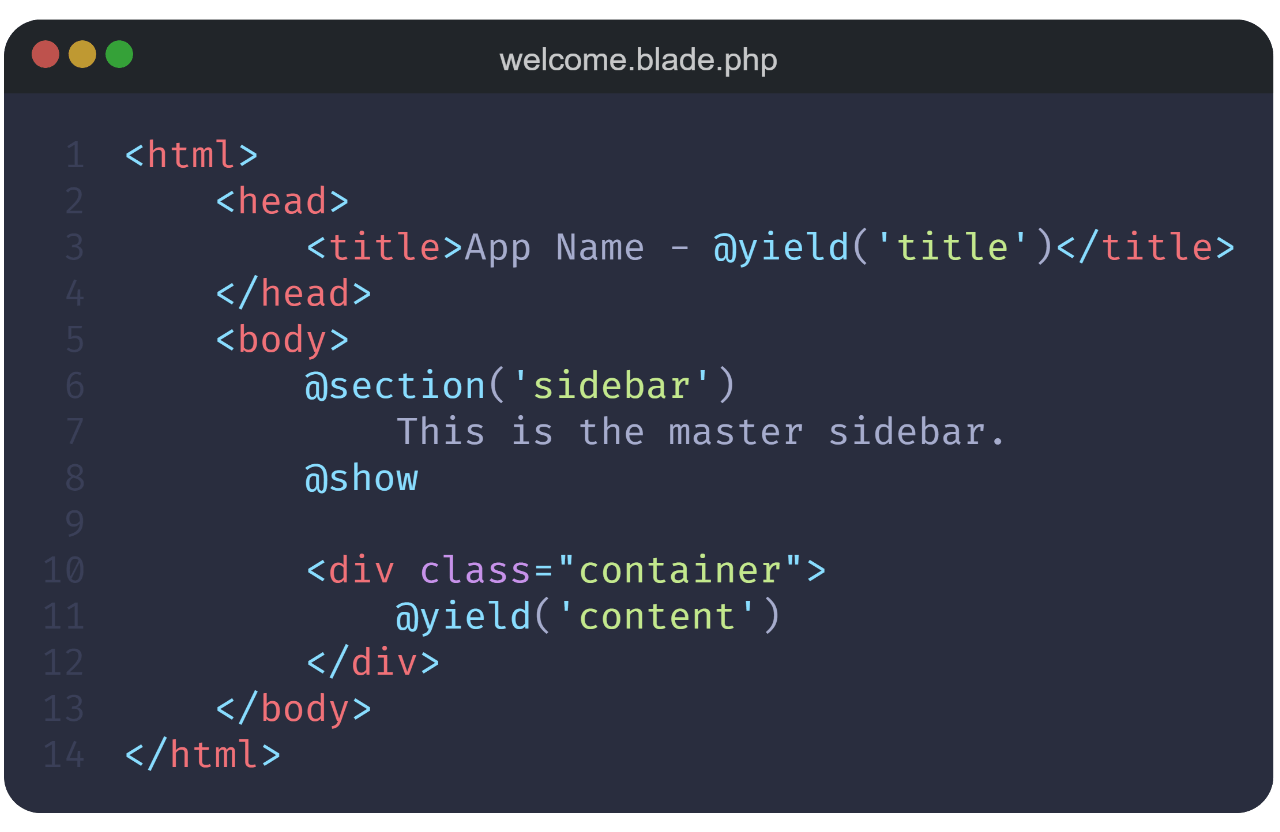 welcome.blade.php
1 <html>
2     <head>
3         <title>App Name - @yield('title')</title>
4     </head>
5     <body>
6         @section('sidebar')
7             This is the master sidebar.
8         @show
9
10         <div class="container">
11             @yield('content')
12         </div>
13     </body>
14 </html>